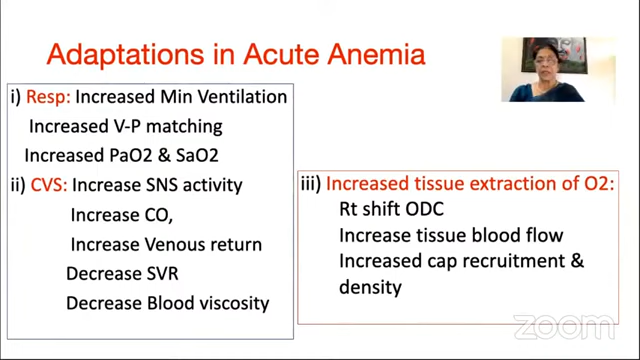 Adaptations in Acute Anemia
i) Resp: Increased Min Ventilation
Increased V-P matching
Increased PaO2 & SaO2
ii) CVS: Increase SNS activity
Increase CO,
Increase Venous return
Decrease SVR
Decrease Blood viscosity
iii) Increased tissue extraction of O2:
Rt shift ODC
Increase tissue blood flow
Increased cap recruitment &
density
zoom